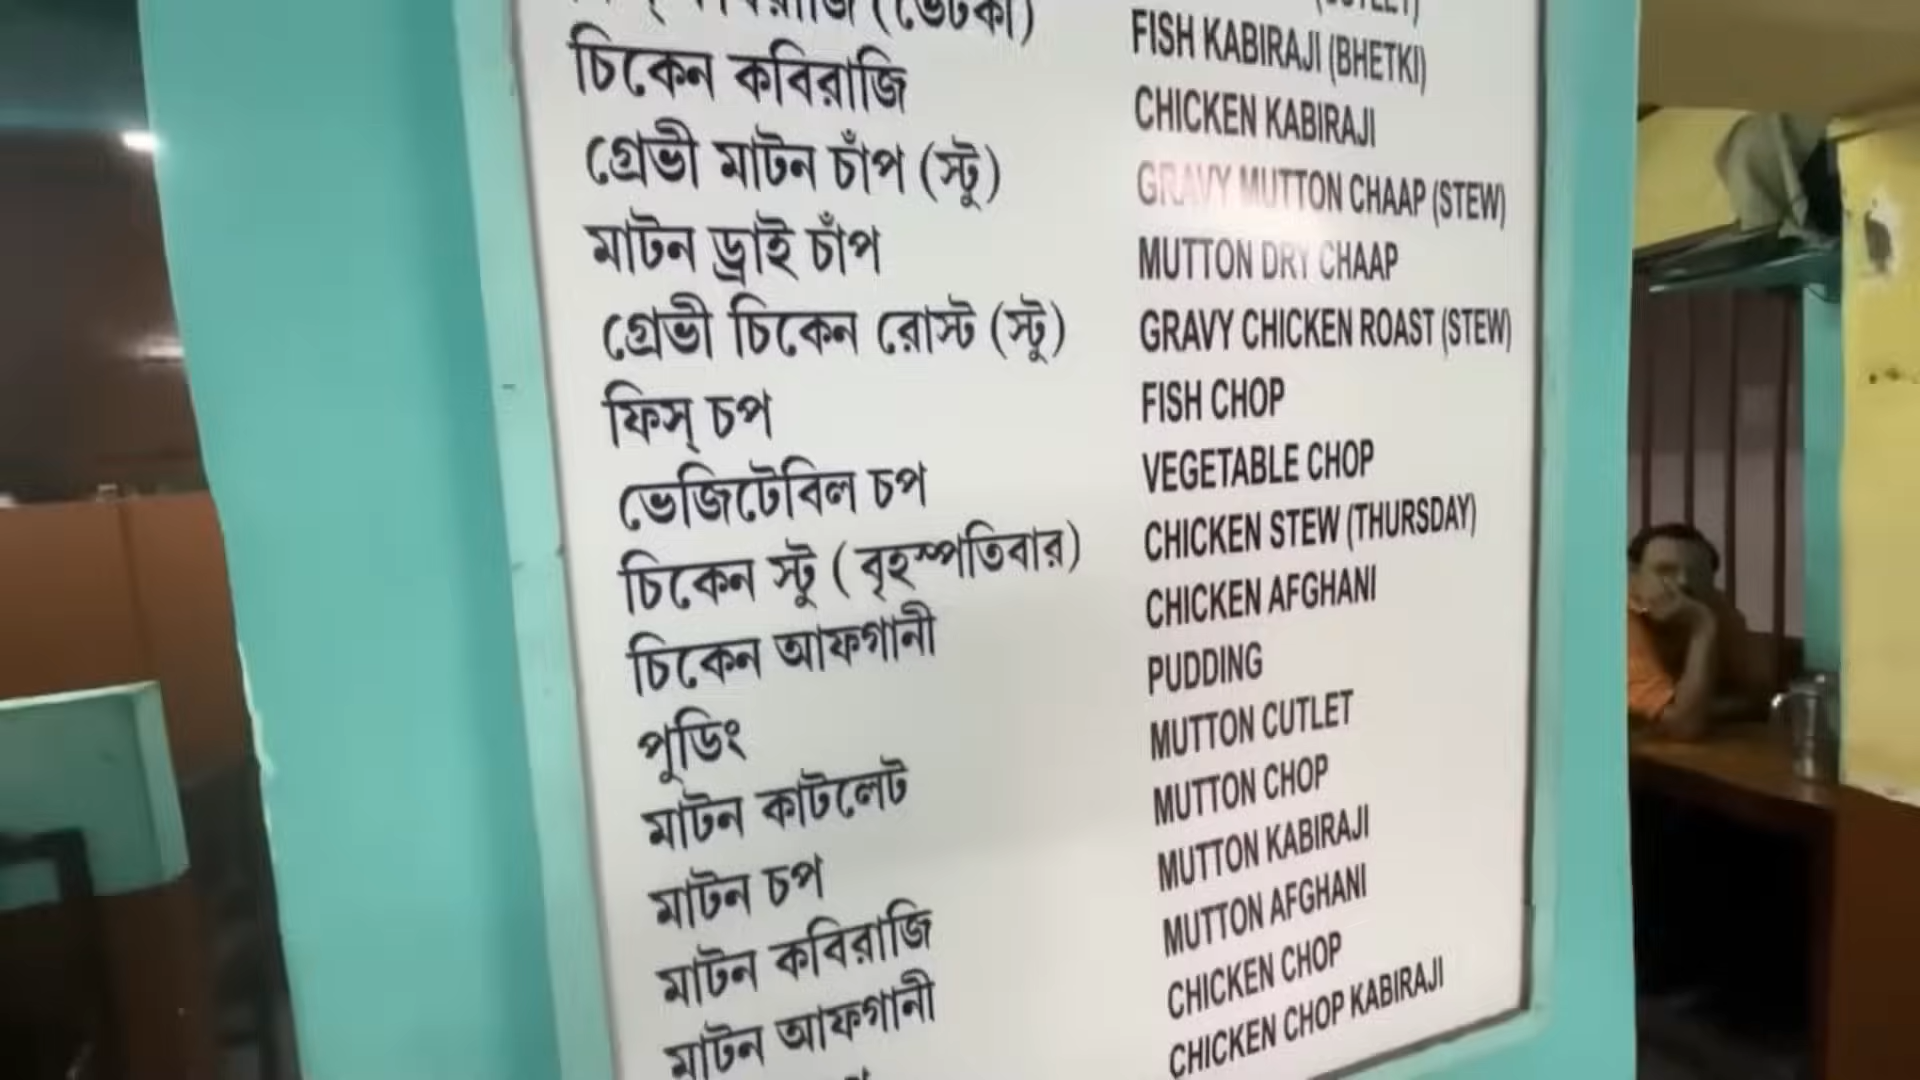 ফিস্ কবিরাজি (ভেটকী)
চিকেন কবিরাজি
গ্রেভী মাটন চাঁপ (স্টু)
মাটন ড্রাই চাঁপ
গ্রেভী চিকেন রোস্ট (স্টু)
ফিস্ চপ
ভেজিটেবিল চপ
চিকেন স্টু (বৃহস্পতিবার)
চিকেন আফগানী
পুডিং
মাটন কাটলেট
মাটন চপ
মাটন কবিরাজি
মাটন আফগানী
FISH KABIRAJI (BHETKI)
CHICKEN KABIRAJI
GRAVY MUTTON CHAAP (STEW)
MUTTON DRY CHAAP
GRAVY CHICKEN ROAST (STEW)
FISH CHOP
VEGETABLE CHOP
CHICKEN STEW (THURSDAY)
CHICKEN AFGHANI
PUDDING
MUTTON CUTLET
MUTTON CHOP
MUTTON KABIRAJI
MUTTON AFGHANI
CHICKEN CHOP
CHICKEN CHOP KABIRAJI